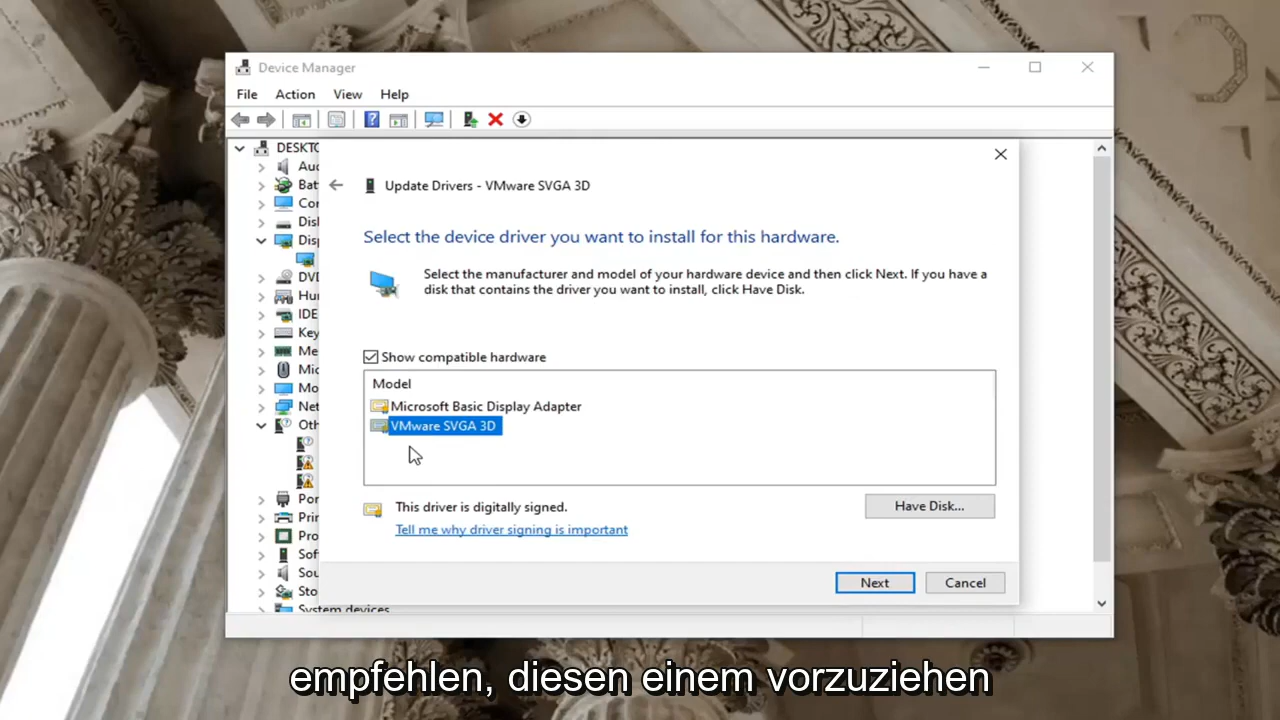 Device Manager
File Action View Help
DESKTO
Aud
Bat
Cor
Disl
Disp
DVD
Hur
IDE
Key
Me
Mic
Mo
Net
Oth
Por
Prin
Pro
Sof
Sou
Sto
System devices
Update Drivers - VMware SVGA 3D
Select the device driver you want to install for this hardware.
Select the manufacturer and model of your hardware device and then click Next. If you have a
disk that contains the driver you want to install, click Have Disk.
Show compatible hardware
Model
Microsoft Basic Display Adapter
VMware SVGA 3D
This driver is digitally signed.
Have Disk...
Tell me why driver signing is important
Next
Cancel
empfehlen, diesen einem vorzuziehen